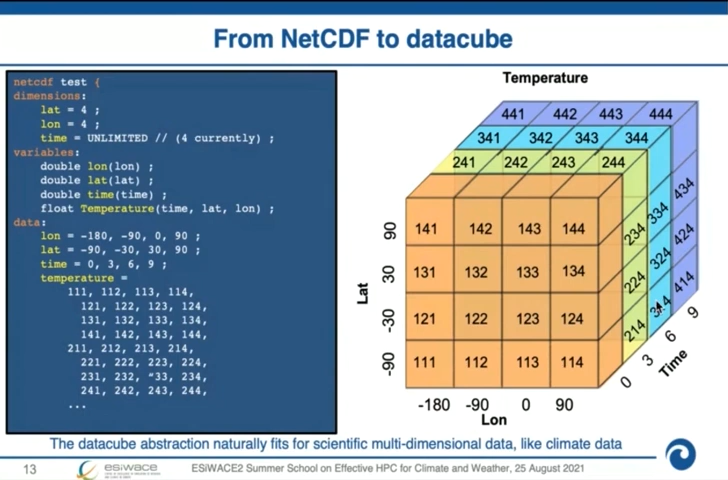 From NetCDF to datacube
netcdf test {
dimensions:
lat = 4 ;
lon = 4 ;
time = UNLIMITED // (4 currently) ;
variables:
double lon(lon) ;
double lat(lat) ;
double time(time) ;
float Temperature(time, lat, lon) ;
data:
lon = -180, -90, 0, 90 ;
lat = -90, -30, 30, 90 ;
time = 0, 3, 6, 9 ;
temperature =
111, 112, 113, 114,
121, 122, 123, 124,
131, 132, 133, 134,
141, 142, 143, 144,
211, 212, 213, 214,
221, 222, 223, 224,
231, 232, 33, 234,
241, 242, 243, 244,
...
Temperature
441 442 443 444
341 342 343 344
241 242 243 244
141 142 143 144
131 132 133 134
121 122 123 124
111 112 113 114
234 334 434
224 324 424
214 314 414
Lat
90
30
-30
-90
-180 -90 0 90
Lon
0 3 6 9
Time
The datacube abstraction naturally fits for scientific multi-dimensional data, like climate data
13
esiwace
ESiWACE2 Summer School on Effective HPC for Climate and Weather, 25 August 2021